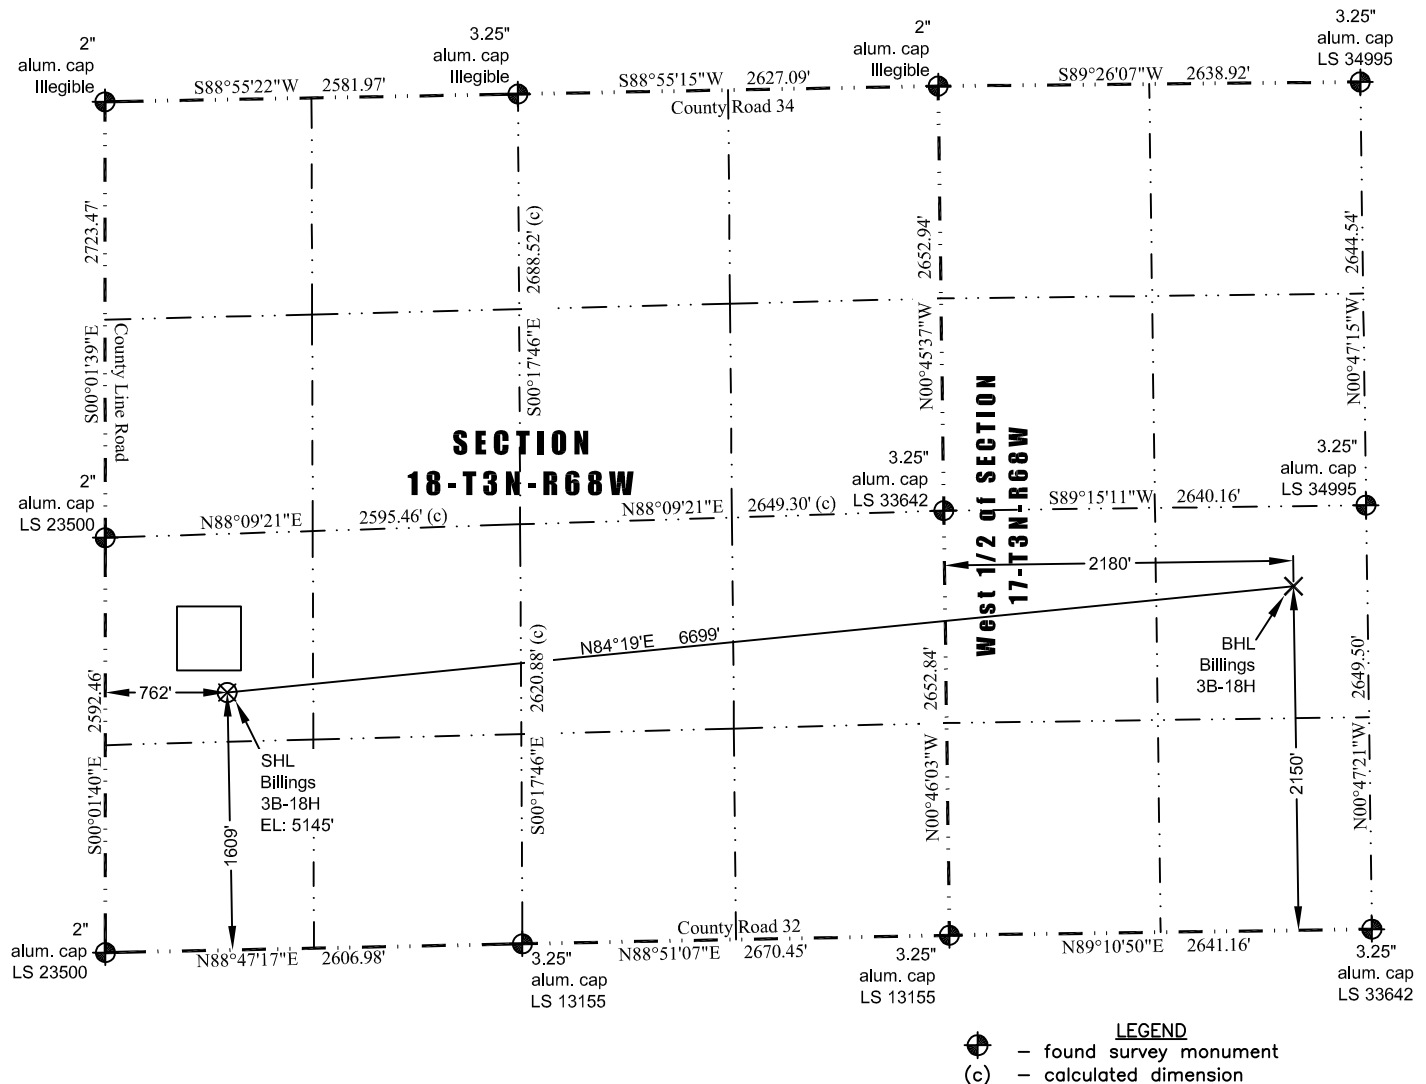 2"
alum. cap
Illegible
3.25"
alum. cap
Illegible
2"
alum. cap
Illegible
3.25"
alum. cap
LS 34995
S88°55'22"W 2581.97'
S88°55'15"W 2627.09'
S89°26'07"W 2638.92'
County Road 34
2723.47'
S00°01'39"E
County Line Road
2688.52' (c)
S00°17'46"E
2652.94'
N00°45'37"W
2644.54'
N00°47'15"W
SECTION
18-T3N-R68W
West 1/2 of SECTION
17-T3N-R68W
2"
alum. cap
LS 23500
3.25"
alum. cap
LS 33642
3.25"
alum. cap
LS 34995
N88°09'21"E 2595.46' (c)
N88°09'21"E 2649.30' (c)
S89°15'11"W 2640.16'
2180'
N84°19'E 6699'
BHL
Billings
3B-18H
762'
SHL
Billings
3B-18H
EL: 5145'
1609'
2150'
2592.46'
S00°01'40"E
2620.88' (c)
S00°17'46"E
2652.84'
N00°46'03"W
2649.50'
N00°47'21"W
County Road 32
2"
alum. cap
LS 23500
N88°47'17"E 2606.98'
3.25"
alum. cap
LS 13155
N88°51'07"E 2670.45'
3.25"
alum. cap
LS 13155
N89°10'50"E 2641.16'
3.25"
alum. cap
LS 33642
LEGEND
– found survey monument
(c) – calculated dimension